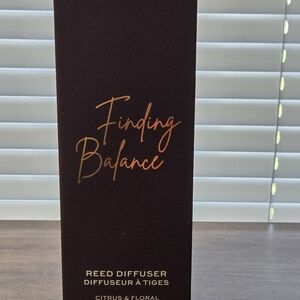 Finding
Balance
REED DIFFUSER
DIFFUSEUR À TIGES
CITRUS & FLORAL